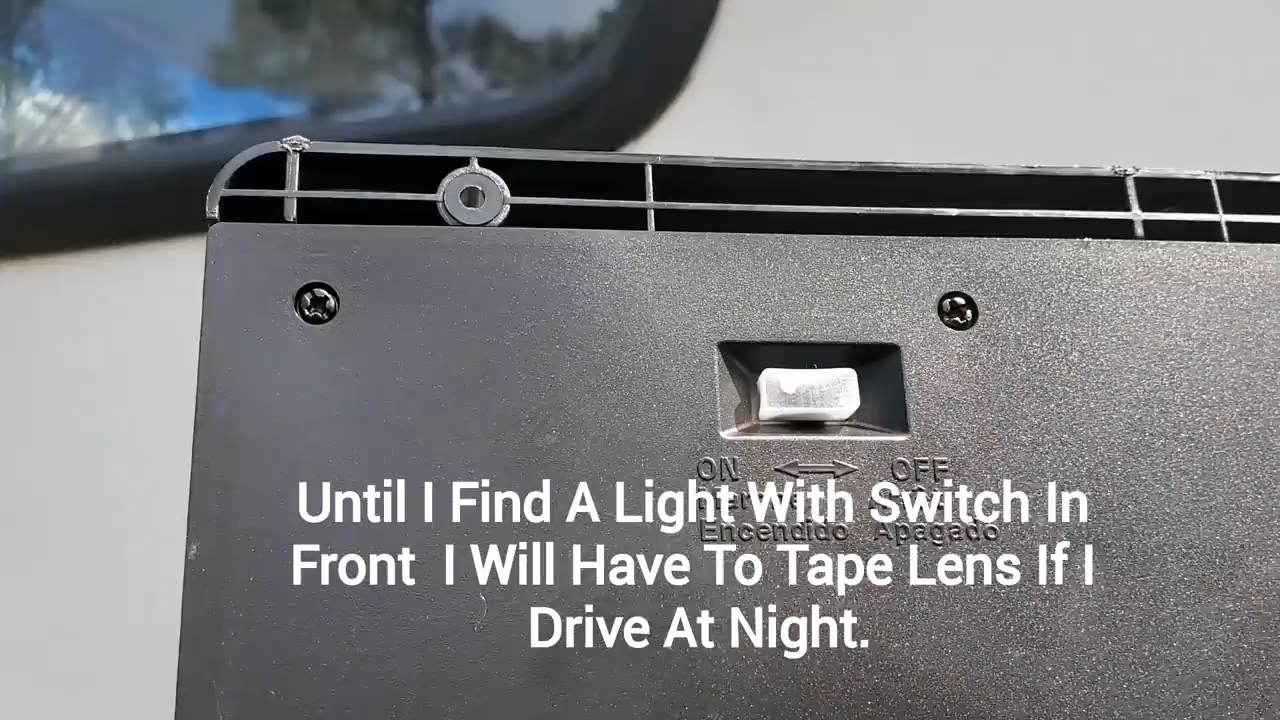 ON OFF
Until I Find A Light With Switch In
Encendido Apagado
Front I Will Have To Tape Lens If I
Drive At Night.